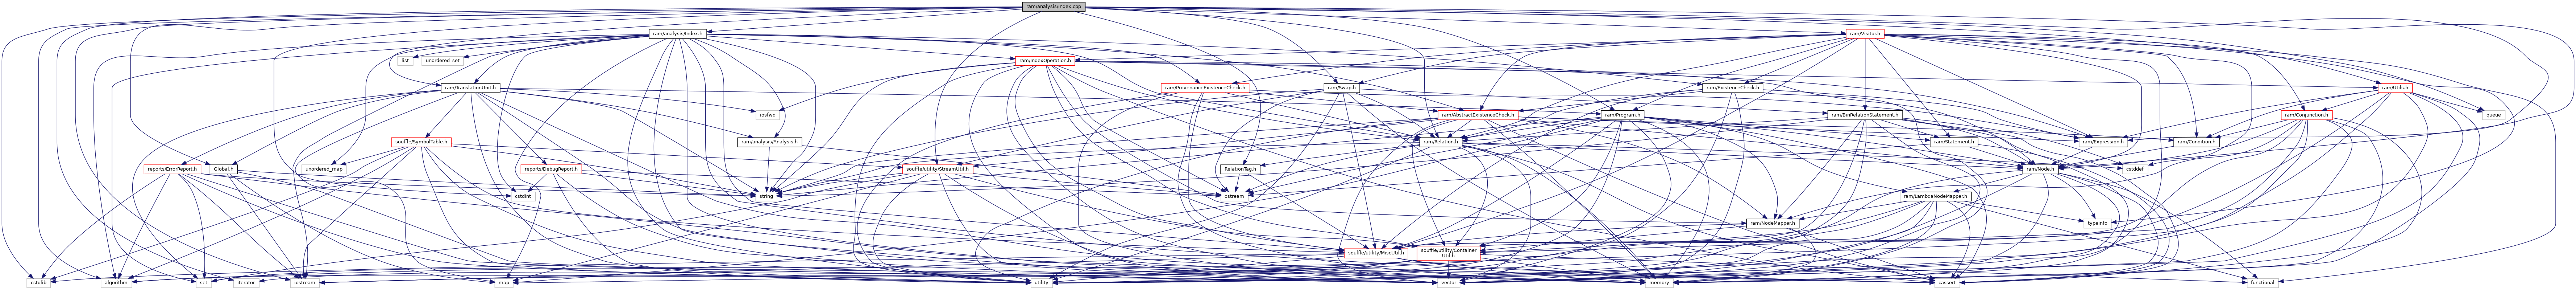 ram/analysis/Index.cpp
ram/analysis/Index.h
ram/Visitor.h
list
unordered_set
ram/IndexOperation.h
ram/TranslationUnit.h
ram/ProvenanceExistenceCheck.h
ram/Swap.h
ram/ExistenceCheck.h
ram/Utils.h
iosfwd
ram/AbstractExistenceCheck.h
ram/Program.h
ram/BinRelationStatement.h
ram/Conjunction.h
queue
souffle/SymbolTable.h
ram/analysis/Analysis.h
ram/Relation.h
ram/Statement.h
ram/Expression.h
ram/Condition.h
reports/ErrorReport.h
Global.h
unordered_map
reports/DebugReport.h
souffle/utility/StreamUtil.h
RelationTag.h
ram/Node.h
cstddef
cstdint
string
ostream
ram/LambdaNodeMapper.h
ram/NodeMapper.h
typeinfo
souffle/utility/MiscUtil.h
souffle/utility/Container
Util.h
cstdlib
algorithm
set
iterator
iostream
map
utility
vector
memory
cassert
functional